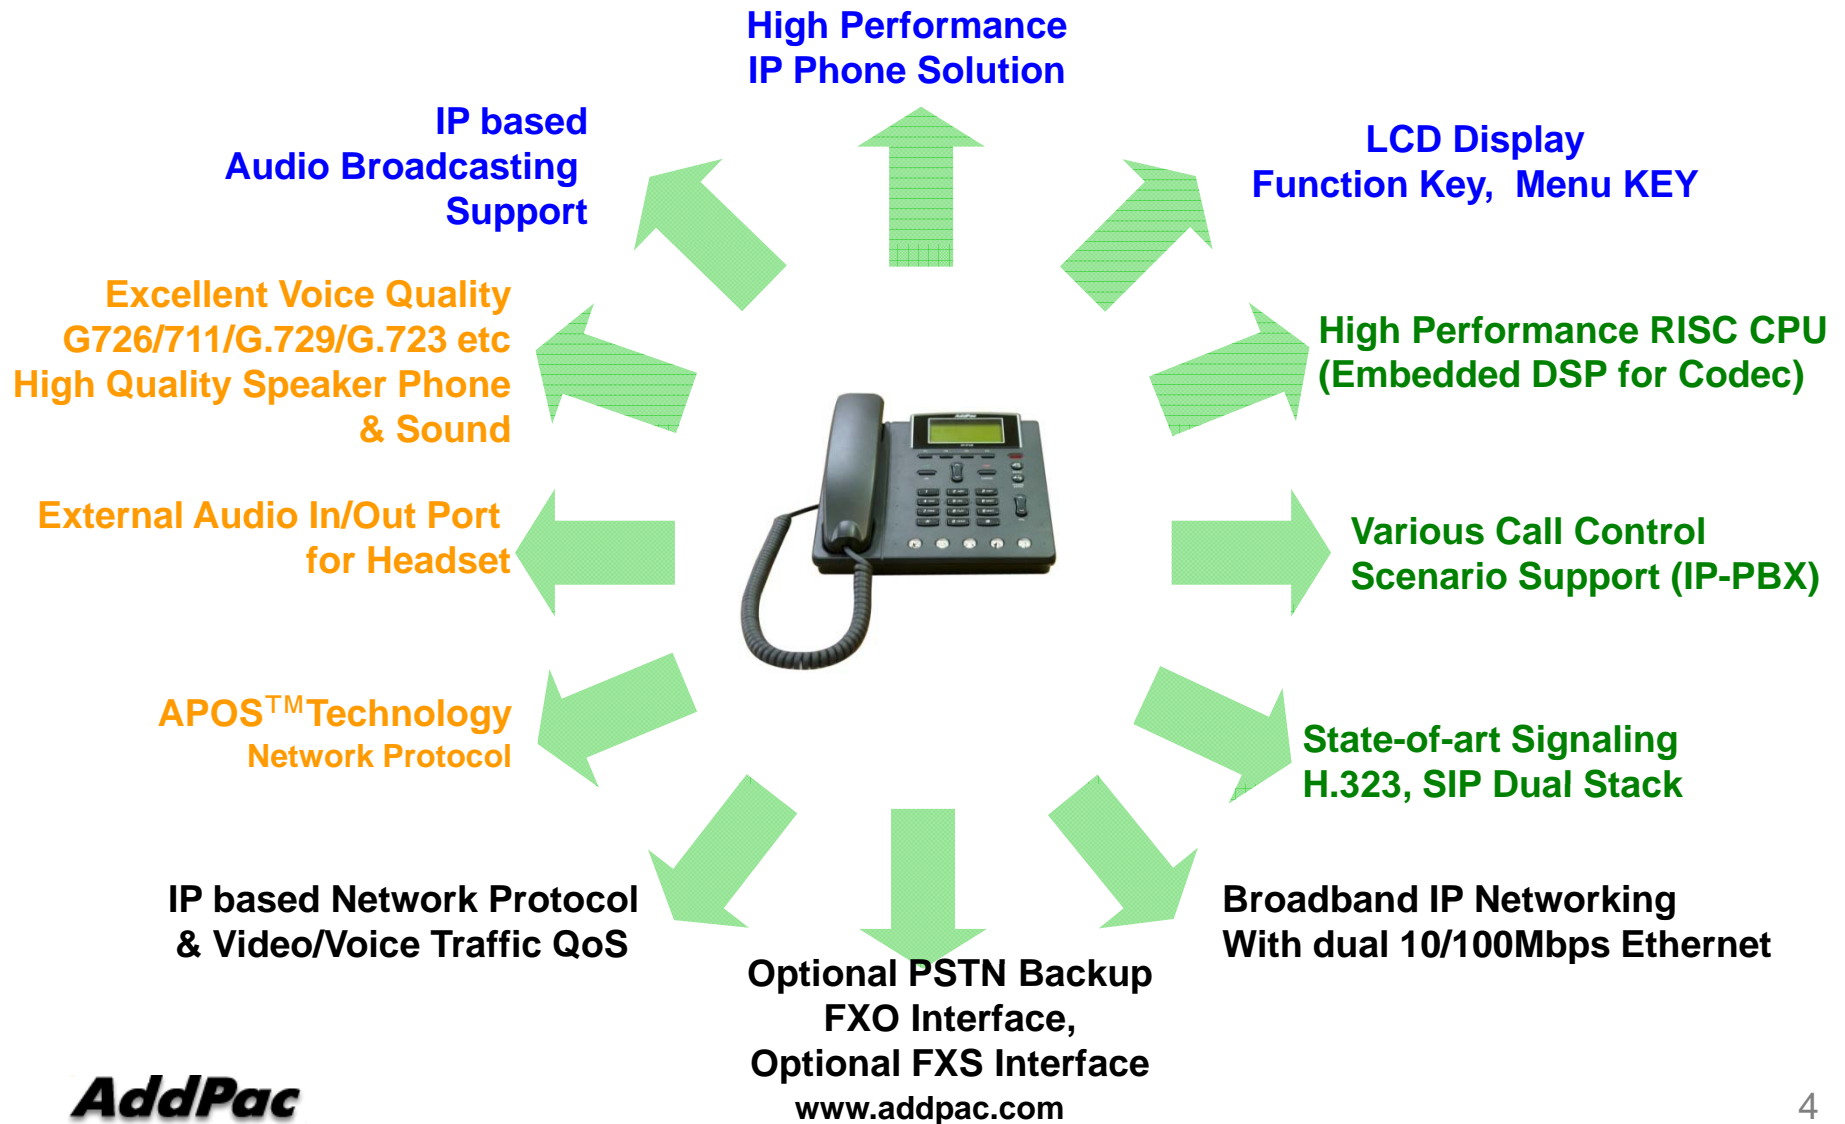 High Performance
IP Phone Solution
IP based
Audio Broadcasting
Support
LCD Display
Function Key,  Menu KEY
Excellent Voice Quality
G726/711/G.729/G.723 etc
High Quality Speaker Phone
& Sound
High Performance RISC CPU
(Embedded DSP for Codec)
AddPac
External Audio In/Out Port
for Headset
Various Call Control
Scenario Support (IP-PBX)
APOS™Technology
Network Protocol
State-of-art Signaling
H.323, SIP Dual Stack
IP based Network Protocol
& Video/Voice Traffic QoS
Broadband IP Networking
With dual 10/100Mbps Ethernet
Optional PSTN Backup
FXO Interface,
Optional FXS Interface
AddPac
www.addpac.com
4